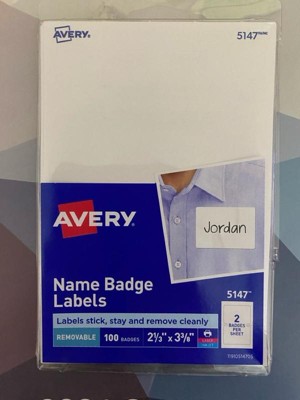 AVERY. 5147
Jordan
AVERY
Name Badge
Labels
5147
Labels stick, stay and remove cleanly
REMOVABLE 100 BADGES 2⅓" x 3⅜"
2
BADGES
PER
SHEET